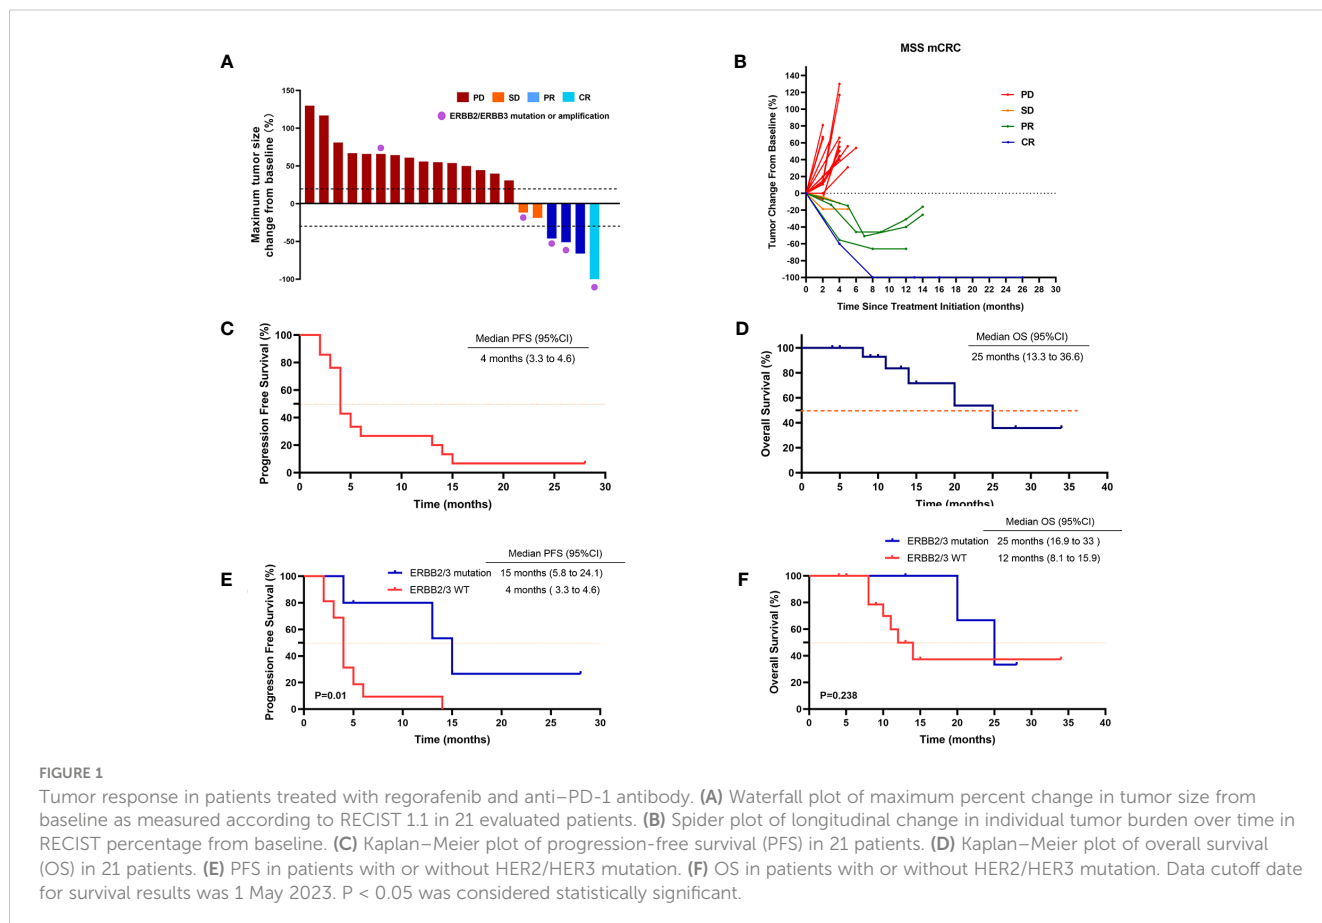 MSS mCRC
A
PD SD PR CR
ERBB2/ERBB3 mutation or amplification
Maximum tumor size
change from baseline (%)
150
100
50
0
-50
-100
B
PD
SD
PR
CR
Tumor Change From Baseline (%)
140
120
100
80
60
40
20
0
-20
-40
-60
-80
-100
0 2 4 6 8 10 12 14 16 18 20 22 24 26 28 30
Time Since Treatment Initiation (months)
C
Median PFS (95%CI)
4 months (3.3 to 4.6)
Progression Free Survival (%)
100
80
60
40
20
0
0 5 10 15 20 25 30
Time (months)
D
Median OS (95%CI)
25 months (13.3 to 36.6)
Overall Survival (%)
100
80
60
40
20
0
0 10 20 30 40
Time (months)
E
Median PFS (95%CI)
ERBB2/3 mutation 15 months (5.8 to 24.1)
ERBB2/3 WT 4 months ( 3.3 to 4.6)
Progression Free Survival (%)
100
80
60
40
20
0
P=0.01
0 5 10 15 20 25 30
Time (months)
F
Median OS (95%CI)
ERBB2/3 mutation 25 months (16.9 to 33 )
ERBB2/3 WT 12 months (8.1 to 15.9)
Overall Survival (%)
100
80
60
40
20
0
P=0.238
0 5 10 15 20 25 30 35 40
Time (months)
FIGURE 1
Tumor response in patients treated with regorafenib and anti–PD-1 antibody. (A) Waterfall plot of maximum percent change in tumor size from
baseline as measured according to RECIST 1.1 in 21 evaluated patients. (B) Spider plot of longitudinal change in individual tumor burden over time in
RECIST percentage from baseline. (C) Kaplan–Meier plot of progression-free survival (PFS) in 21 patients. (D) Kaplan–Meier plot of overall survival
(OS) in 21 patients. (E) PFS in patients with or without HER2/HER3 mutation. (F) OS in patients with or without HER2/HER3 mutation. Data cutoff date
for survival results was 1 May 2023. P < 0.05 was considered statistically significant.